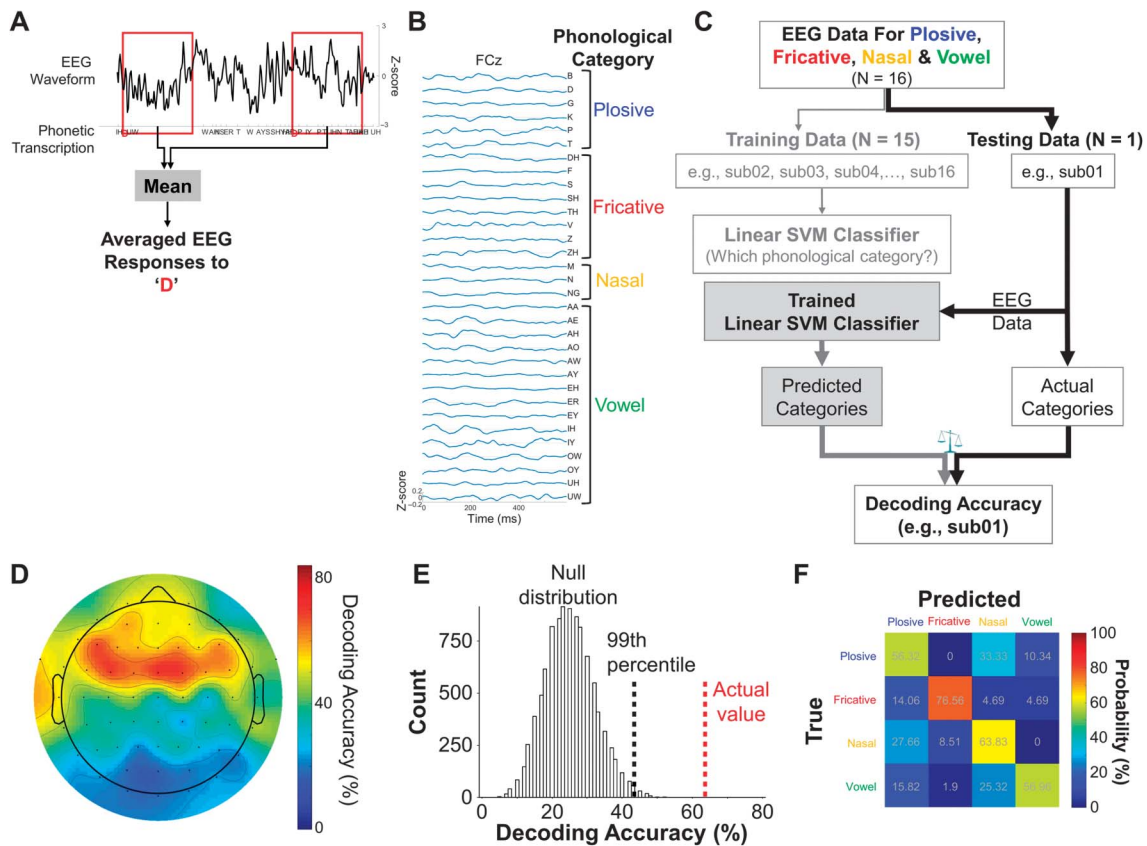 A
EEG
Waveform
3
0
−3
Z-score
Phonetic
Transcription
Mean
Averaged EEG
Responses to
‘D’
B
FCz
Phonological
Category
B
D
G
K
P
T
Plosive
DH
F
S
SH
TH
V
Z
ZH
Fricative
M
N
NG
Nasal
AA
AE
AH
AO
AW
AY
EH
ER
EY
IH
IY
OW
OY
UH
UW
Vowel
Z-score
0.2
0
−0.2
0
200
400
Time (ms)
C
EEG Data For Plosive,
Fricative, Nasal & Vowel
(N = 16)
Training Data (N = 15)
Testing Data (N = 1)
e.g., sub02, sub03, sub04,…, sub16
e.g., sub01
Linear SVM Classifier
(Which phonological category?)
Trained
Linear SVM Classifier
EEG
Data
Predicted
Categories
Actual
Categories
Decoding Accuracy
(e.g., sub01)
D
80
40
0
Decoding Accuracy (%)
E
Null
distribution
99th
percentile
Actual
value
Count
750
500
250
0
0 20 40 60 80
Decoding Accuracy (%)
F
Predicted
Plosive Fricative Nasal Vowel
True
Plosive 56.32 0 33.33 10.34
Fricative 14.06 76.56 4.69 4.69
Nasal 27.66 8.51 63.83 0
Vowel 15.82 1.9 25.32 56.96
100
80
60
40
20
0
Probability (%)